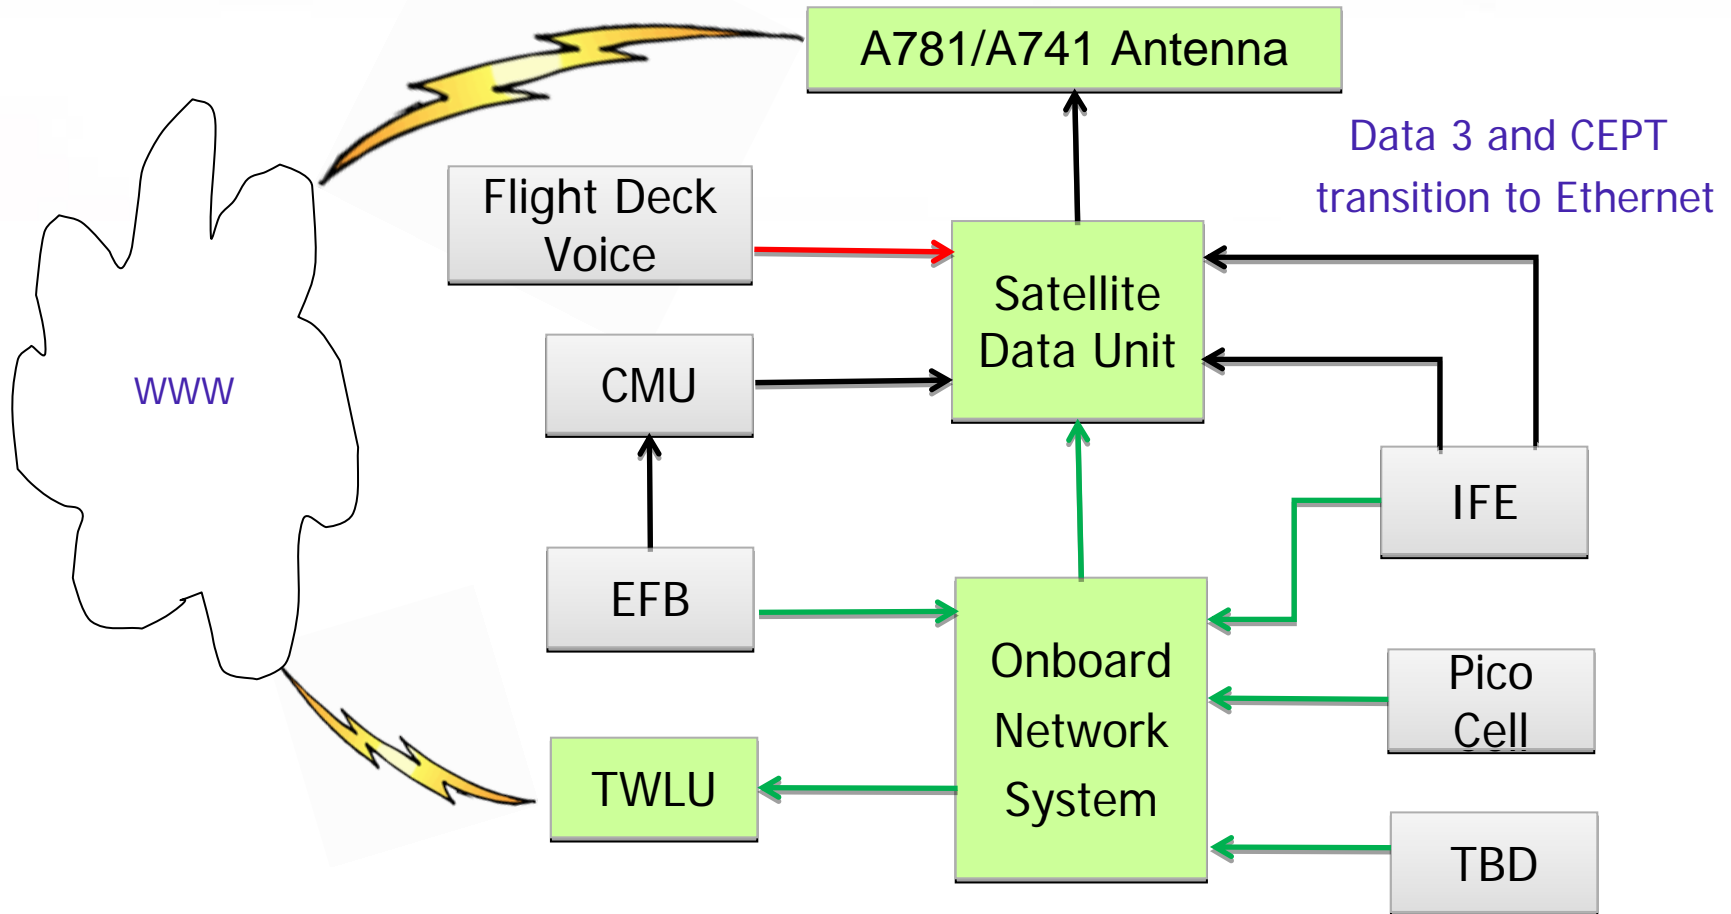 A781/A741 Antenna
Data 3 and CEPT
transition to Ethernet
Flight Deck
Voice
Satellite
Data Unit
www
CMU
IFE
EFB
Onboard
Network
System
Pico
Cell
TWLU
TBD